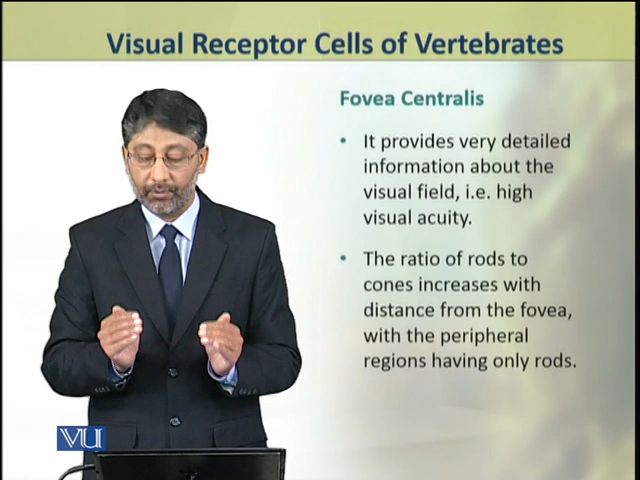 Visual Receptor Cells of Vertebrates
Fovea Centralis
• It provides very detailed
information about the
visual field, i.e. high
visual acuity.
• The ratio of rods to
cones increases with
distance from the fovea,
with the peripheral
regions having only rods.
VU